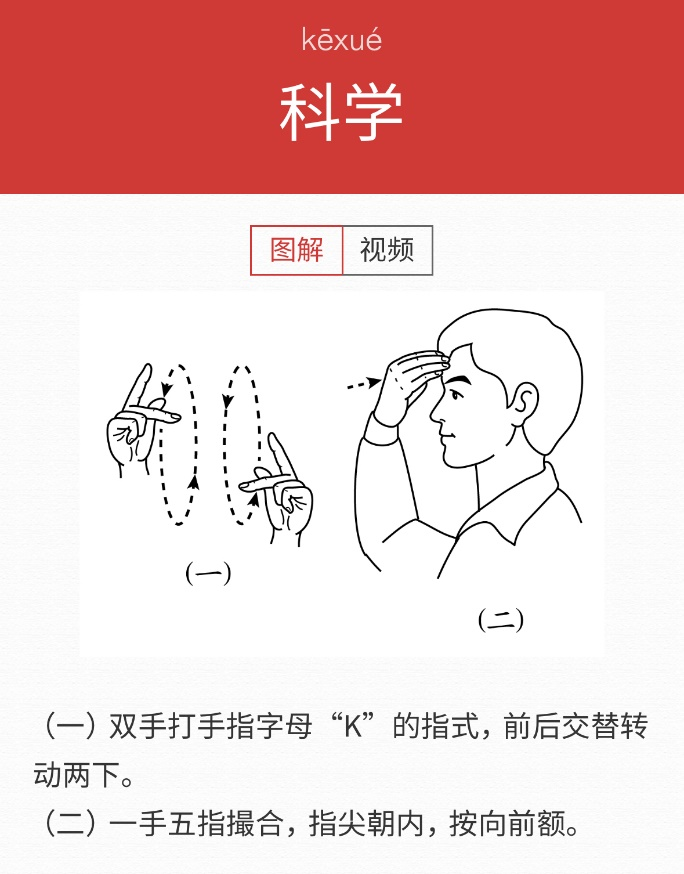 kēxué
科学
图解 视频
(一)
(二)
（一）双手打手指字母“K”的指式，前后交替转
动两下。
（二）一手五指撮合，指尖朝内，按向前额。